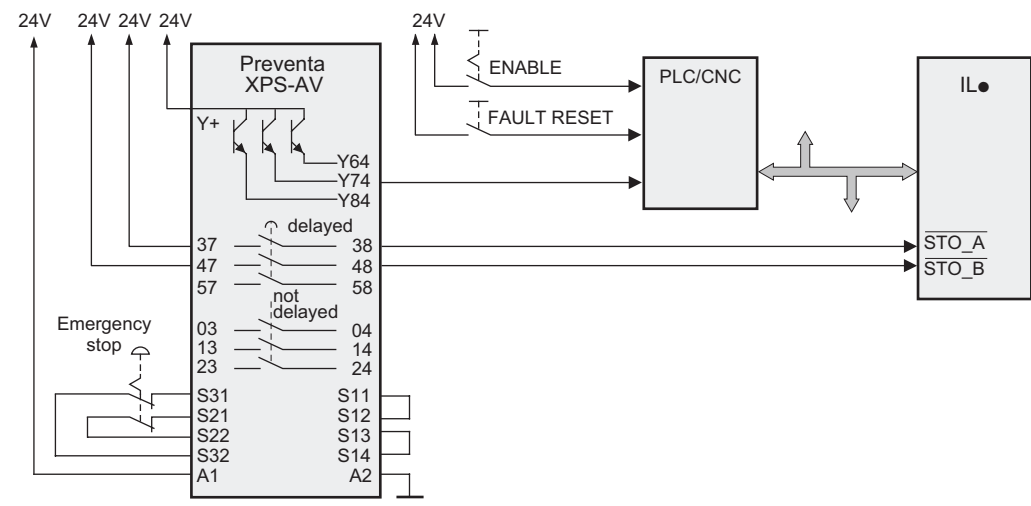 24V 24V 24V 24V 24V
Preventa
XPS-AV
ENABLE
PLC/CNC
IL●
FAULT RESET
Y+
Y64
Y74
Y84
delayed
37 38
47 48
57 58
STO_A
STO_B
not
delayed
Emergency
stop
03 04
13 14
23 24
S31 S11
S21 S12
S22 S13
S32 S14
A1 A2